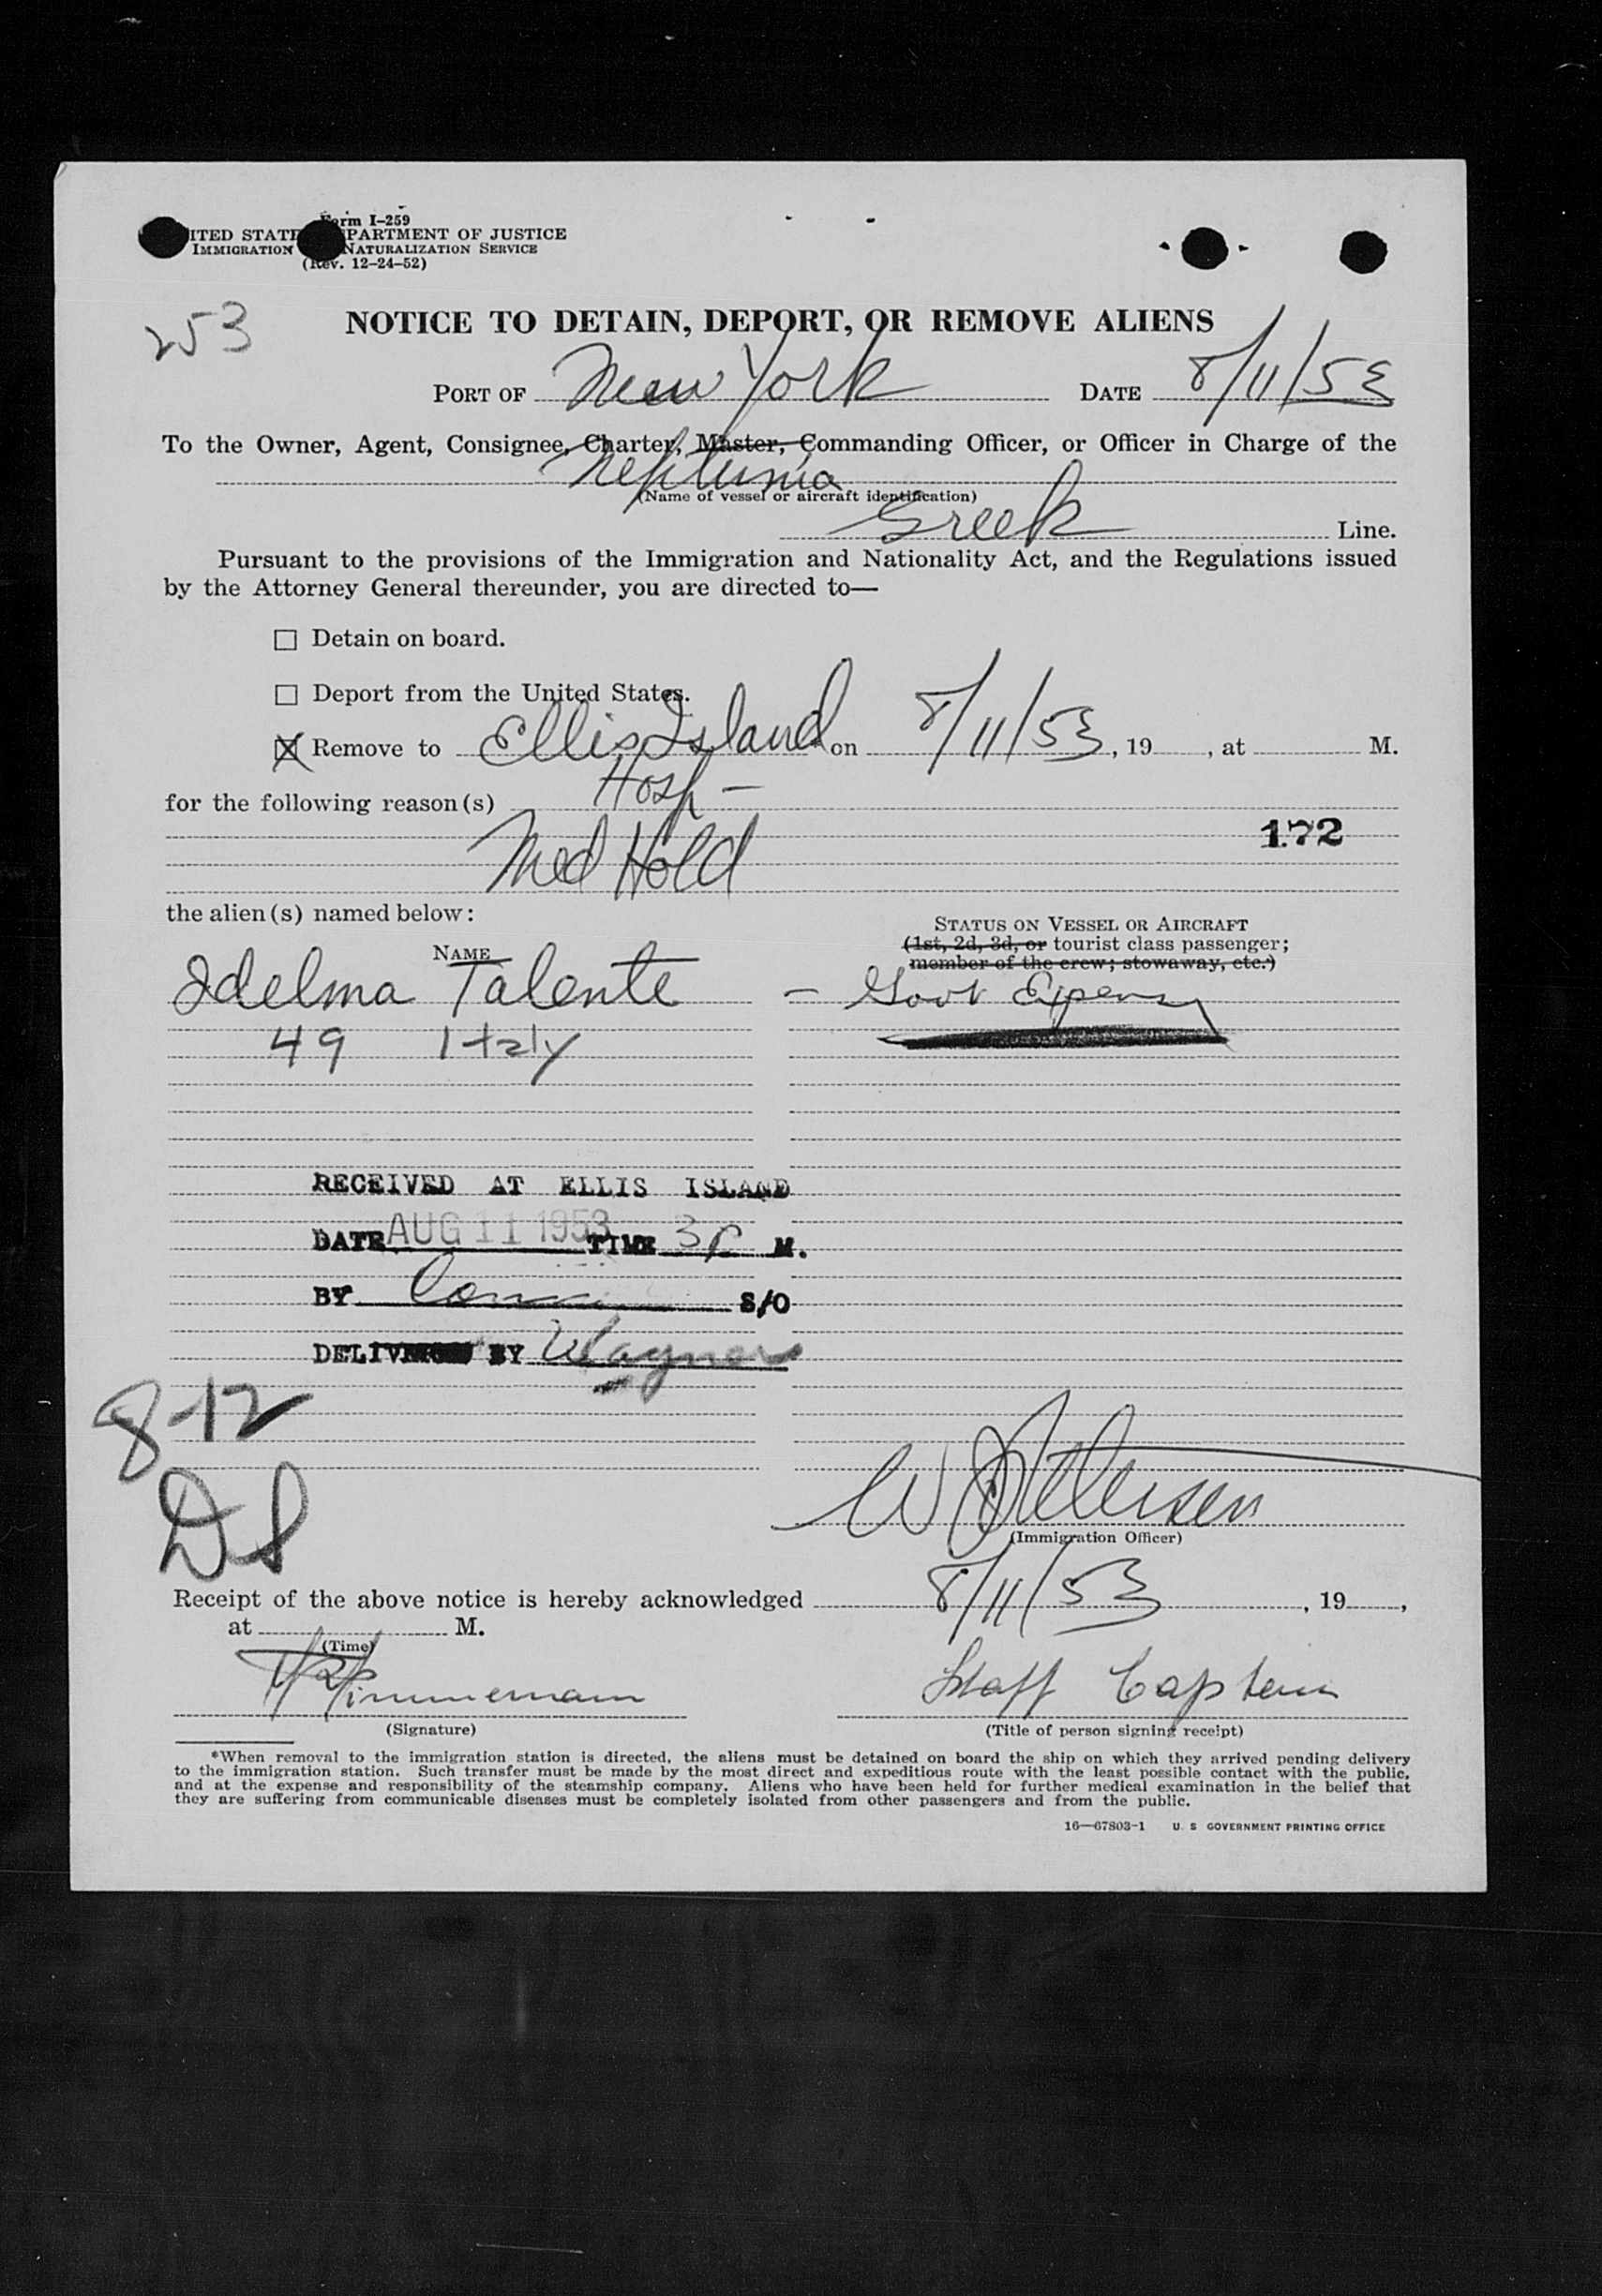 Form I-259
ITED STATE PARTMENT OF JUSTICE
IMMIGRATION NATURALIZATION SERVICE
(Rev. 12-24-52)
253
NOTICE TO DETAIN, DEPORT, OR REMOVE ALIENS
PORT OF New York DATE 8/11/53
To the Owner, Agent, Consignee, Charter, Master, Commanding Officer, or Officer in Charge of the
Neptunia
(Name of vessel or aircraft identification)
Greek Line.
Pursuant to the provisions of the Immigration and Nationality Act, and the Regulations issued
by the Attorney General thereunder, you are directed to—
☐ Detain on board.
☐ Deport from the United States.
☒ Remove to Ellis Island * on 8/11/53, 19 , at M.
Hosp -
for the following reason(s)
172
Med Hold
the alien(s) named below:
STATUS ON VESSEL OR AIRCRAFT
(1st, 2d, 3d, or tourist class passenger;
member of the crew; stowaway, etc.)
NAME
Idelma Talente - Govt Expense
49 Italy
RECEIVED AT ELLIS ISLAND
DATE AUG 11 1953 TIME 3 P M.
BY S/O
DELIVERED BY Wagner
8-12
DS
W Petersen
(Immigration Officer)
Receipt of the above notice is hereby acknowledged 8/11/53, 19 ,
at M.
(Time)
Zimmermann Staff Captain
(Signature) (Title of person signing receipt)
*When removal to the immigration station is directed, the aliens must be detained on board the ship on which they arrived pending delivery
to the immigration station. Such transfer must be made by the most direct and expeditious route with the least possible contact with the public,
and at the expense and responsibility of the steamship company. Aliens who have been held for further medical examination in the belief that
they are suffering from communicable diseases must be completely isolated from other passengers and from the public.
16—67803-1 U. S GOVERNMENT PRINTING OFFICE